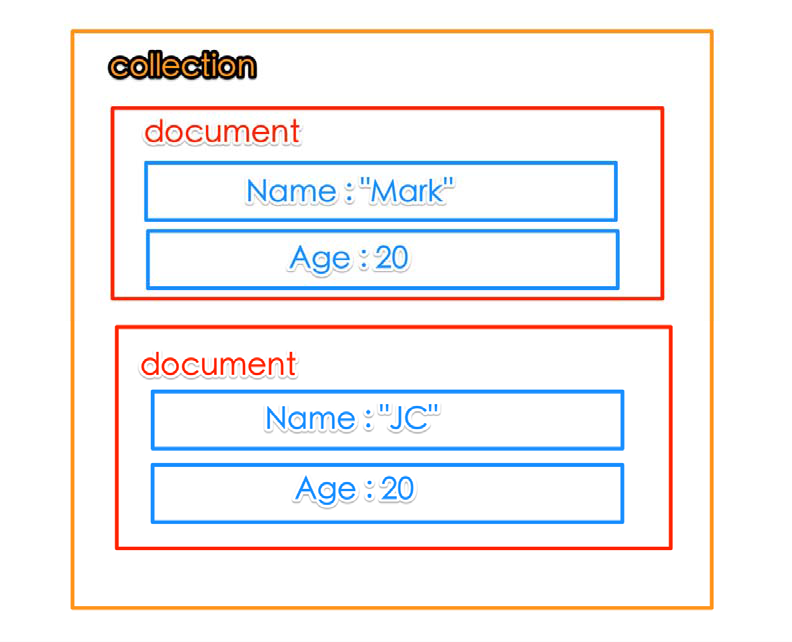 collection
document
Name : "Mark"
Age : 20
document
Name : "JC"
Age : 20